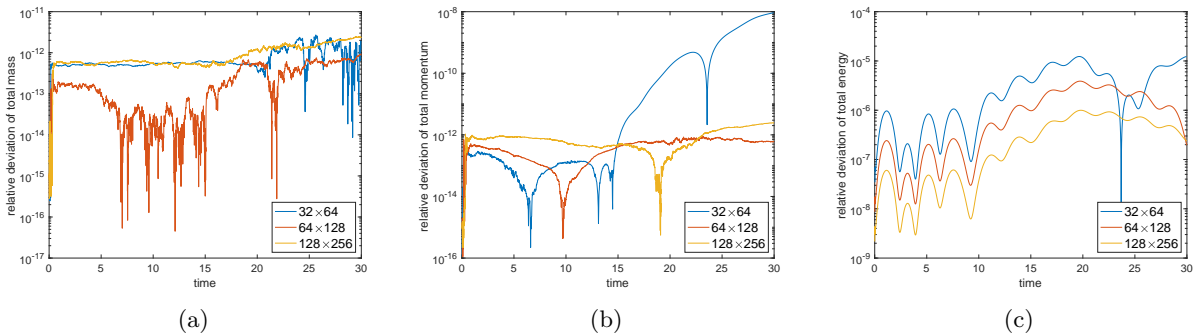 relative deviation of total mass
10^-11
10^-12
10^-13
10^-14
10^-15
10^-16
10^-17
0 5 10 15 20 25 30
time
32×64
64×128
128×256
(a)
relative deviation of total momentum
10^-8
10^-10
10^-12
10^-14
10^-16
0 5 10 15 20 25 30
time
32×64
64×128
128×256
(b)
relative deviation of total energy
10^-4
10^-5
10^-6
10^-7
10^-8
10^-9
0 5 10 15 20 25 30
time
32×64
64×128
128×256
(c)